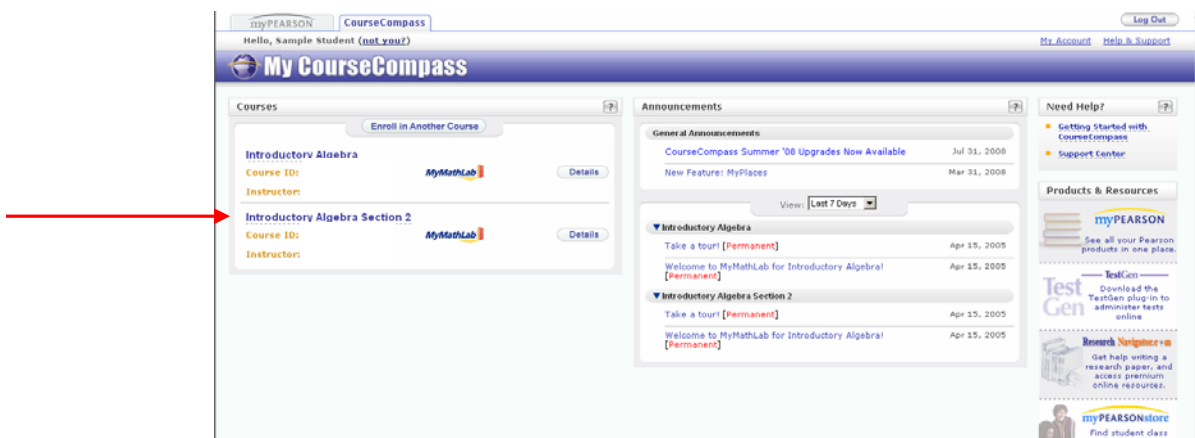 myPEARSON
CourseCompass
Log Out
Hello, Sample Student (not you?)
My Account Help & Support
My CourseCompass
Courses
?
Enroll in Another Course
Introductory Algebra
Course ID:
MyMathLab
Details
Instructor:
Introductory Algebra Section 2
Course ID:
MyMathLab
Details
Instructor:
Announcements
?
General Announcements
CourseCompass Summer '08 Upgrades Now Available Jul 31, 2008
New Feature: MyPlaces Mar 31, 2008
View: Last 7 Days
Introductory Algebra
Take a tour! [Permanent] Apr 15, 2005
Welcome to MyMathLab for Introductory Algebra! Apr 15, 2005
[Permanent]
Introductory Algebra Section 2
Take a tour! [Permanent] Apr 15, 2005
Welcome to MyMathLab for Introductory Algebra! Apr 15, 2005
[Permanent]
Need Help?
?
Getting Started with
CourseCompass
Support Center
Products & Resources
myPEARSON
See all your Pearson
products in one place.
Test
Gen
TestGen
Download the
TestGen plug-in to
administer tests
online
Research Navigator.com
Get help writing a
research paper, and
access premium
online resources.
myPEARSONstore
Find student class